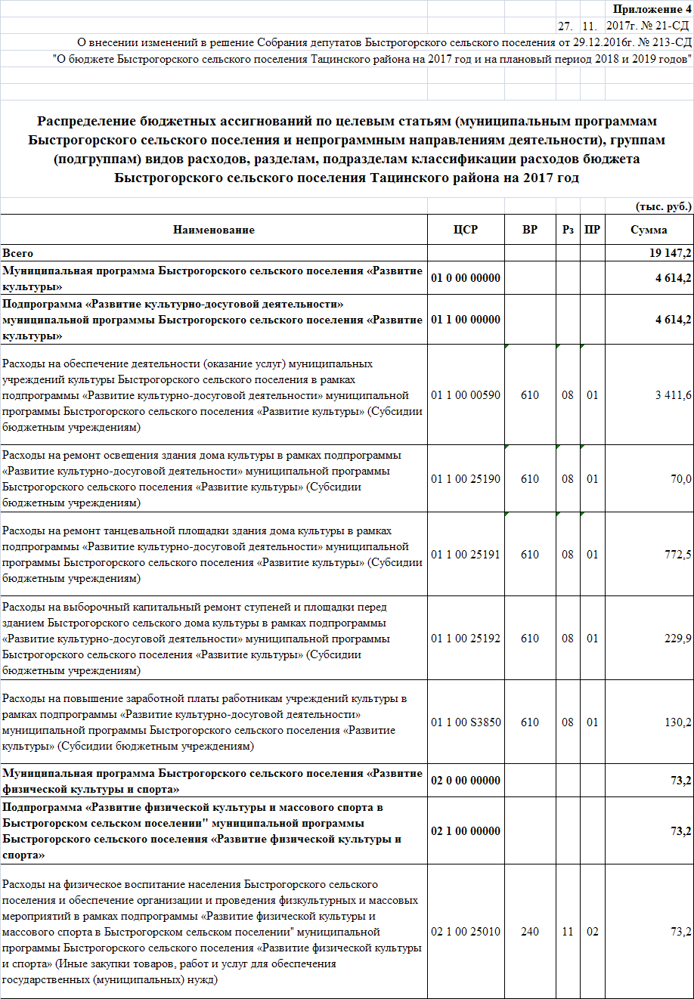 Приложение 4
27. 11. 2017г. № 21-СД
О внесении изменений в решение Собрания депутатов Быстрогорского сельского поселения от 29.12.2016г. № 213-СД
"О бюджете Быстрогорского сельского поселения Тацинского района на 2017 год и на плановый период 2018 и 2019 годов"
Распределение бюджетных ассигнований по целевым статьям (муниципальным программам
Быстрогорского сельского поселения и непрограммным направлениям деятельности), группам
(подгруппам) видов расходов, разделам, подразделам классификации расходов бюджета
Быстрогорского сельского поселения Тацинского района на 2017 год
(тыс. руб.)
Наименование ЦСР ВР Рз ПР Сумма
Всего 19 147,2
Муниципальная программа Быстрогорского сельского поселения «Развитие
культуры» 01 0 00 00000 4 614,2
Подпрограмма «Развитие культурно-досуговой деятельности»
муниципальной программы Быстрогорского сельского поселения «Развитие
культуры» 01 1 00 00000 4 614,2
Расходы на обеспечение деятельности (оказание услуг) муниципальных
учреждений культуры Быстрогорского сельского поселения в рамках
подпрограммы «Развитие культурно-досуговой деятельности» муниципальной
программы Быстрогорского сельского поселения «Развитие культуры» (Субсидии
бюджетным учреждениям) 01 1 00 00590 610 08 01 3 411,6
Расходы на ремонт освещения здания дома культуры в рамках подпрограммы
«Развитие культурно-досуговой деятельности» муниципальной программы
Быстрогорского сельского поселения «Развитие культуры» (Субсидии
бюджетным учреждениям) 01 1 00 25190 610 08 01 70,0
Расходы на ремонт танцевальной площадки здания дома культуры в рамках
подпрограммы «Развитие культурно-досуговой деятельности» муниципальной
программы Быстрогорского сельского поселения «Развитие культуры» (Субсидии
бюджетным учреждениям) 01 1 00 25191 610 08 01 772,5
Расходы на выборочный капитальный ремонт ступеней и площадки перед
зданием Быстрогорского сельского дома культуры в рамках подпрограммы
«Развитие культурно-досуговой деятельности» муниципальной программы
Быстрогорского сельского поселения «Развитие культуры» (Субсидии
бюджетным учреждениям) 01 1 00 25192 610 08 01 229,9
Расходы на повышение заработной платы работникам учреждений культуры в
рамках подпрограммы «Развитие культурно-досуговой деятельности»
муниципальной программы Быстрогорского сельского поселения «Развитие
культуры» (Субсидии бюджетным учреждениям) 01 1 00 S3850 610 08 01 130,2
Муниципальная программа Быстрогорского сельского поселения «Развитие
физической культуры и спорта» 02 0 00 00000 73,2
Подпрограмма «Развитие физической культуры и массового спорта в
Быстрогорском сельском поселении" муниципальной программы
Быстрогорского сельского поселения «Развитие физической культуры и
спорта» 02 1 00 00000 73,2
Расходы на физическое воспитание населения Быстрогорского сельского
поселения и обеспечение организации и проведения физкультурных и массовых
мероприятий в рамках подпрограммы «Развитие физической культуры и
массового спорта в Быстрогорском сельском поселении" муниципальной
программы Быстрогорского сельского поселения «Развитие физической культуры
и спорта» (Иные закупки товаров, работ и услуг для обеспечения
государственных (муниципальных) нужд) 02 1 00 25010 240 11 02 73,2